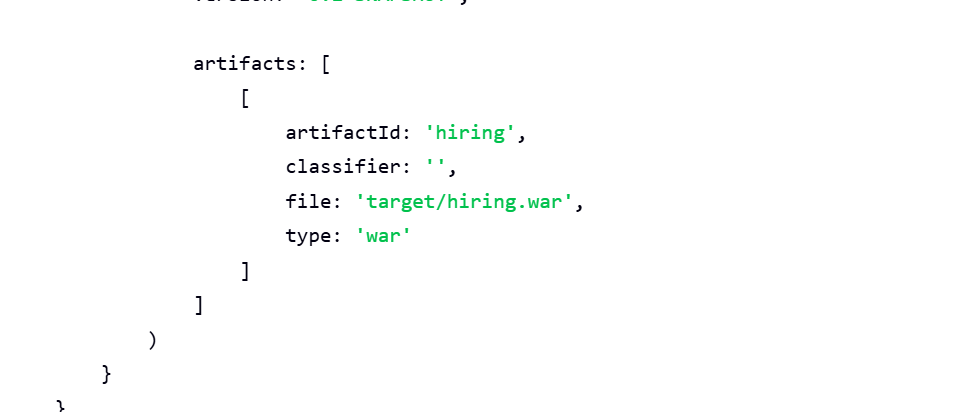 artifacts: [
[
artifactId: 'hiring',
classifier: '',
file: 'target/hiring.war',
type: 'war'
]
]
)
}
}